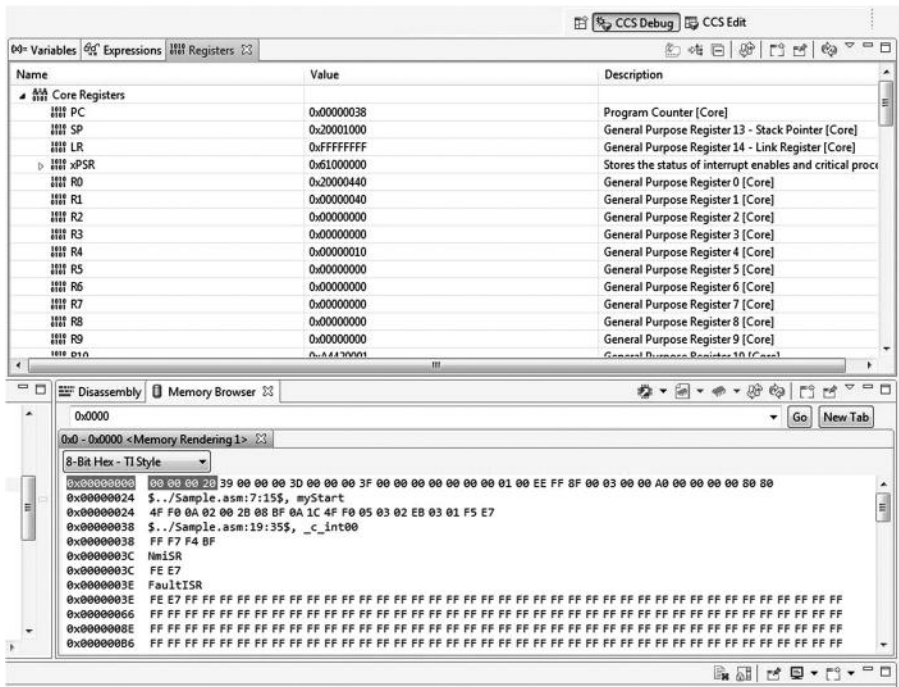 CCS Debug CCS Edit
(x)= Variables Expressions Registers
Name Value Description
Core Registers
PC 0x00000038 Program Counter [Core]
SP 0x20001000 General Purpose Register 13 - Stack Pointer [Core]
LR 0xFFFFFFFF General Purpose Register 14 - Link Register [Core]
xPSR 0x61000000 Stores the status of interrupt enables and critical proce
R0 0x20000440 General Purpose Register 0 [Core]
R1 0x00000040 General Purpose Register 1 [Core]
R2 0x00000000 General Purpose Register 2 [Core]
R3 0x00000000 General Purpose Register 3 [Core]
R4 0x00000010 General Purpose Register 4 [Core]
R5 0x00000000 General Purpose Register 5 [Core]
R6 0x00000000 General Purpose Register 6 [Core]
R7 0x00000000 General Purpose Register 7 [Core]
R8 0x00000000 General Purpose Register 8 [Core]
R9 0x00000000 General Purpose Register 9 [Core]
R10 0xA4420001 General Purpose Register 10 [Core]
Disassembly Memory Browser
0x0000 Go New Tab
0x0 - 0x0000 <Memory Rendering 1>
8-Bit Hex - TI Style
0x00000000 00 00 00 20 39 00 00 00 3D 00 00 00 3F 00 00 00 00 00 00 00 01 00 EE FF 8F 00 03 00 00 A0 00 00 00 00 80 80
0x00000024 $../Sample.asm:7:15$, myStart
0x00000024 4F F0 0A 02 00 2B 08 BF 0A 1C 4F F0 05 03 02 EB 03 01 F5 E7
0x00000038 $../Sample.asm:19:35$, _c_int00
0x00000038 FF F7 F4 BF
0x0000003C NmiSR
0x0000003C FE E7
0x0000003E FaultISR
0x0000003E FE E7 FF FF FF FF FF FF FF FF FF FF FF FF FF FF FF FF FF FF FF FF FF FF FF FF FF FF FF FF FF FF FF FF FF FF FF FF FF FF
0x00000066 FF FF FF FF FF FF FF FF FF FF FF FF FF FF FF FF FF FF FF FF FF FF FF FF FF FF FF FF FF FF FF FF FF FF FF FF FF FF FF FF
0x0000008E FF FF FF FF FF FF FF FF FF FF FF FF FF FF FF FF FF FF FF FF FF FF FF FF FF FF FF FF FF FF FF FF FF FF FF FF FF FF FF FF
0x000000B6 FF FF FF FF FF FF FF FF FF FF FF FF FF FF FF FF FF FF FF FF FF FF FF FF FF FF FF FF FF FF FF FF FF FF FF FF FF FF FF FF